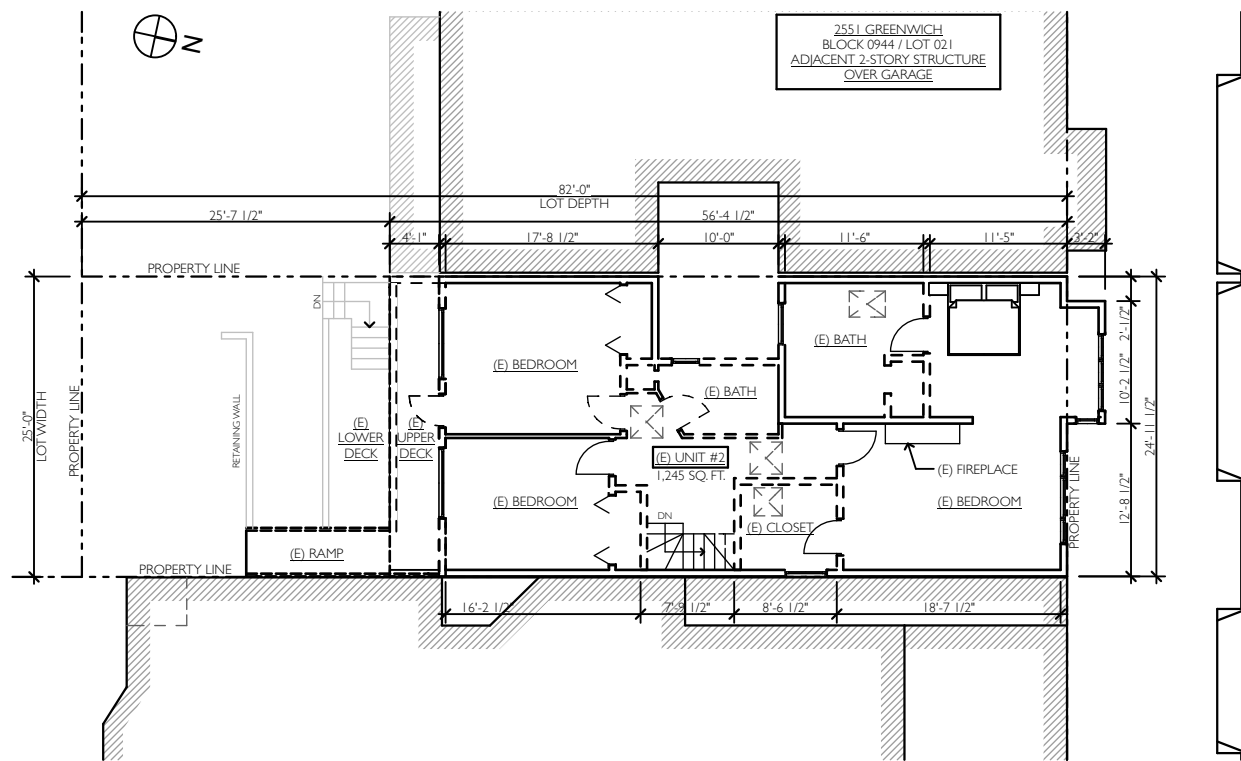 2551 GREENWICH
BLOCK 0944 / LOT 021
ADJACENT 2-STORY STRUCTURE
OVER GARAGE
N
82'-0"
LOT DEPTH
25'-7 1/2"
56'-4 1/2"
4'-1"
17'-8 1/2"
10'-0"
11'-6"
11'-5"
3'-2"
PROPERTY LINE
DN
(E) BATH
(E) BEDROOM
(E) BATH
2'-1/2"
10'-2 1/2"
24'-11 1/2"
12'-8 1/2"
25'-0"
LOT WIDTH
PROPERTY LINE
RETAINING WALL
(E)
LOWER
DECK
(E)
UPPER
DECK
(E) UNIT #2
1,245 SQ. FT.
(E) FIREPLACE
(E) BEDROOM
(E) BEDROOM
PROPERTY LINE
DN
(E) CLOSET
(E) RAMP
PROPERTY LINE
16'-2 1/2"
7'-9 1/2"
8'-6 1/2"
18'-7 1/2"